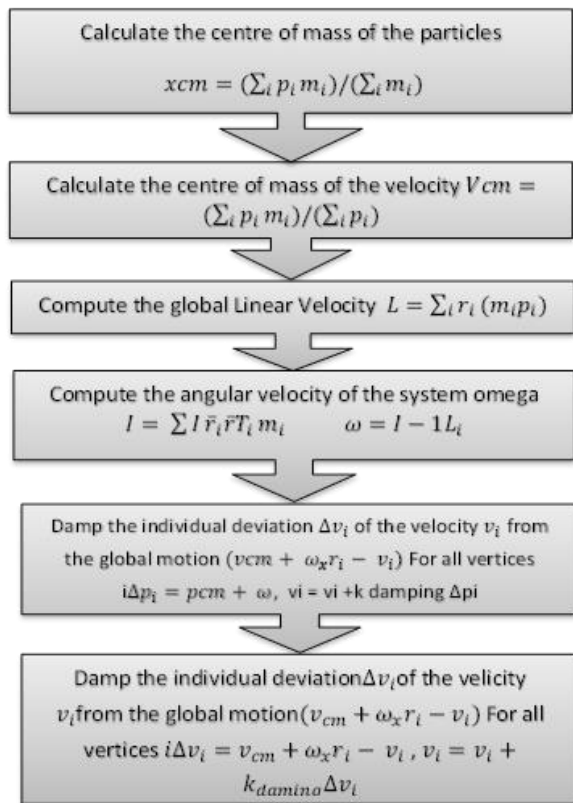 Calculate the centre of mass of the particles
xcm = (∑ᵢ pᵢ mᵢ)/(∑ᵢ mᵢ)
Calculate the centre of mass of the velocity Vcm =
(∑ᵢ pᵢ mᵢ)/(∑ᵢ pᵢ)
Compute the global Linear Velocity L = ∑ᵢ rᵢ (mᵢpᵢ)
Compute the angular velocity of the system omega
I = ∑ I r̄ᵢr̄Tᵢ mᵢ ω = I − 1Lᵢ
Damp the individual deviation Δvᵢ of the velocity vᵢ from
the global motion (vcm + ωₓrᵢ − vᵢ) For all vertices
iΔpᵢ = pcm + ω, vi = vi +k damping Δpi
Damp the individual deviationΔvᵢof the velicity
vᵢfrom the global motion(v_cm + ωₓrᵢ − vᵢ) For all
vertices iΔvᵢ = v_cm + ωₓrᵢ − vᵢ , vᵢ = vᵢ +
k_daminoΔvᵢ